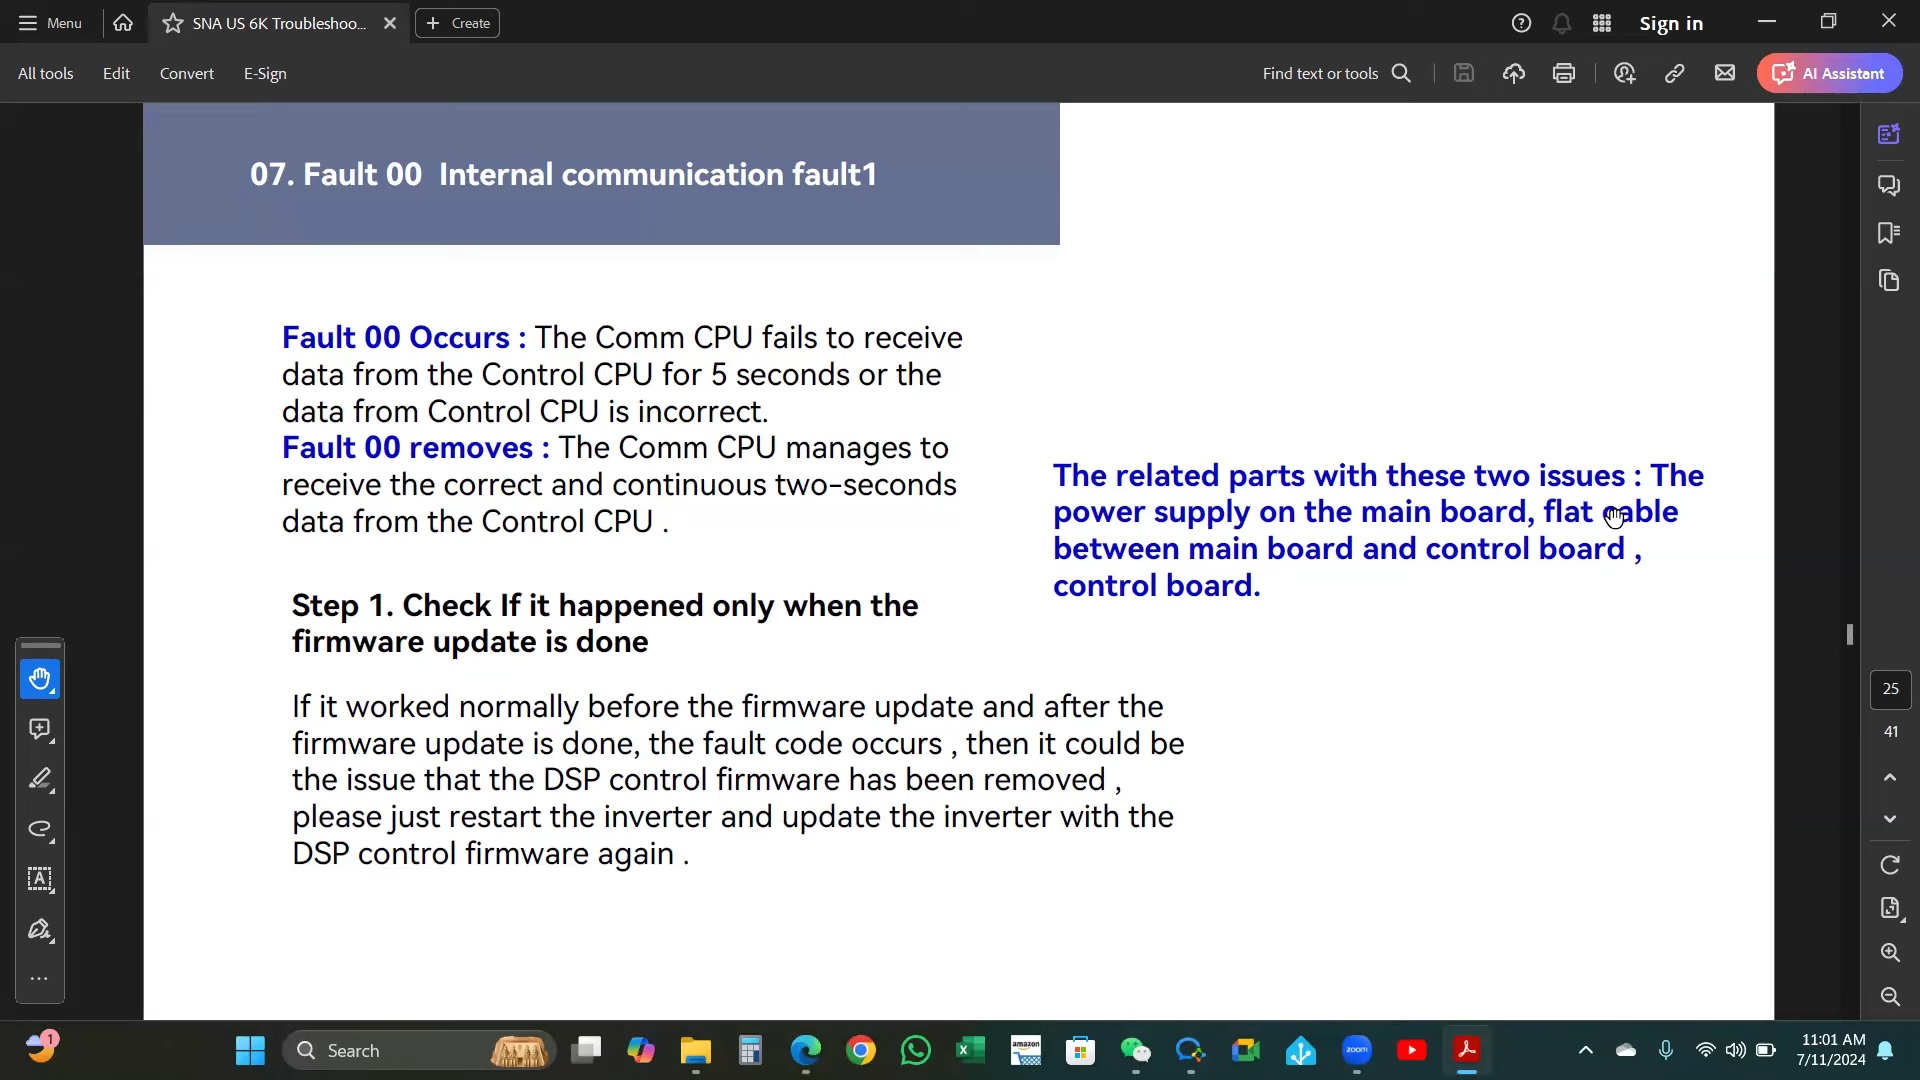 Menu
SNA US 6K Troubleshoo...
Create
Sign in
All tools
Edit
Convert
E-Sign
Find text or tools
AI Assistant
07. Fault 00 Internal communication fault1
Fault 00 Occurs : The Comm CPU fails to receive
data from the Control CPU for 5 seconds or the
data from Control CPU is incorrect.
Fault 00 removes : The Comm CPU manages to
receive the correct and continuous two-seconds
data from the Control CPU .
The related parts with these two issues : The
power supply on the main board, flat cable
between main board and control board ,
control board.
Step 1. Check If it happened only when the
firmware update is done
If it worked normally before the firmware update and after the
firmware update is done, the fault code occurs , then it could be
the issue that the DSP control firmware has been removed ,
please just restart the inverter and update the inverter with the
DSP control firmware again .
25
41
1
Search
amazon
zoom
11:01 AM
7/11/2024